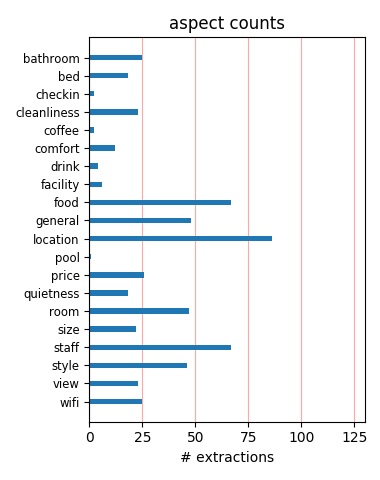 aspect counts
bathroom
bed
checkin
cleanliness
coffee
comfort
drink
facility
food
general
location
pool
price
quietness
room
size
staff
style
view
wifi
0 25 50 75 100 125
# extractions